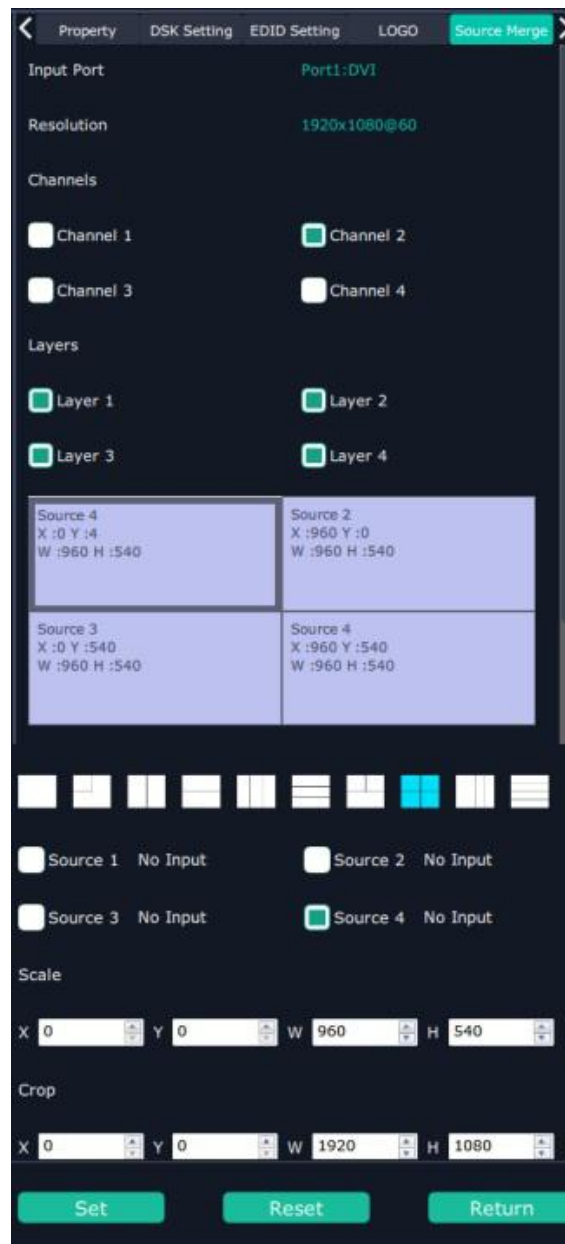 Property DSK Setting EDID Setting LOGO Source Merge
Input Port Port1:DVI
Resolution 1920x1080@60
Channels
Channel 1 Channel 2
Channel 3 Channel 4
Layers
Layer 1 Layer 2
Layer 3 Layer 4
Source 4
X :0 Y :4
W :960 H :540
Source 2
X :960 Y :0
W :960 H :540
Source 3
X :0 Y :540
W :960 H :540
Source 4
X :960 Y :540
W :960 H :540
Source 1 No Input Source 2 No Input
Source 3 No Input Source 4 No Input
Scale
X 0 Y 0 W 960 H 540
Crop
X 0 Y 0 W 1920 H 1080
Set Reset Return